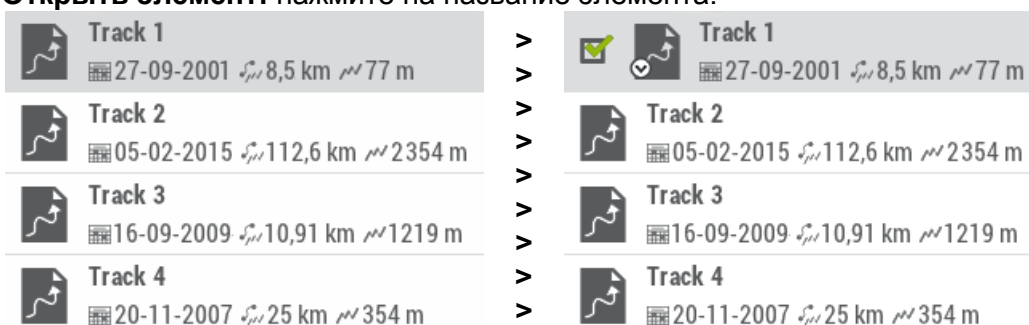 Открыть элемент: нажмите на название элемента.
Track 1
27-09-2001 8,5 km 77 m
Track 2
05-02-2015 112,6 km 2354 m
Track 3
16-09-2009 10,91 km 1219 m
Track 4
20-11-2007 25 km 354 m
>
>
>
>
>
>
>
>
>
Track 1
27-09-2001 8,5 km 77 m
Track 2
05-02-2015 112,6 km 2354 m
Track 3
16-09-2009 10,91 km 1219 m
Track 4
20-11-2007 25 km 354 m